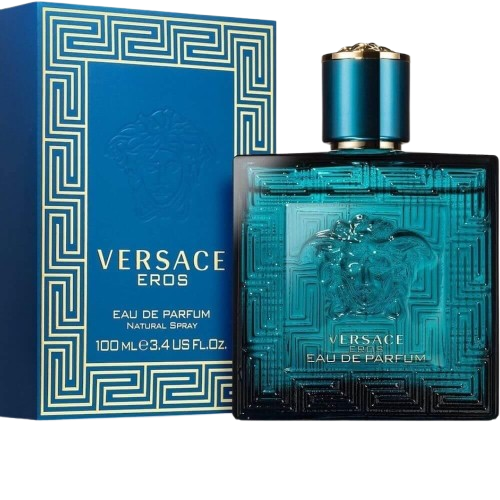 VERSACE
EROS
EAU DE PARFUM
NATURAL SPRAY
100 ML℮3.4 US FL.OZ.
VERSACE
EROS
EAU DE PARFUM